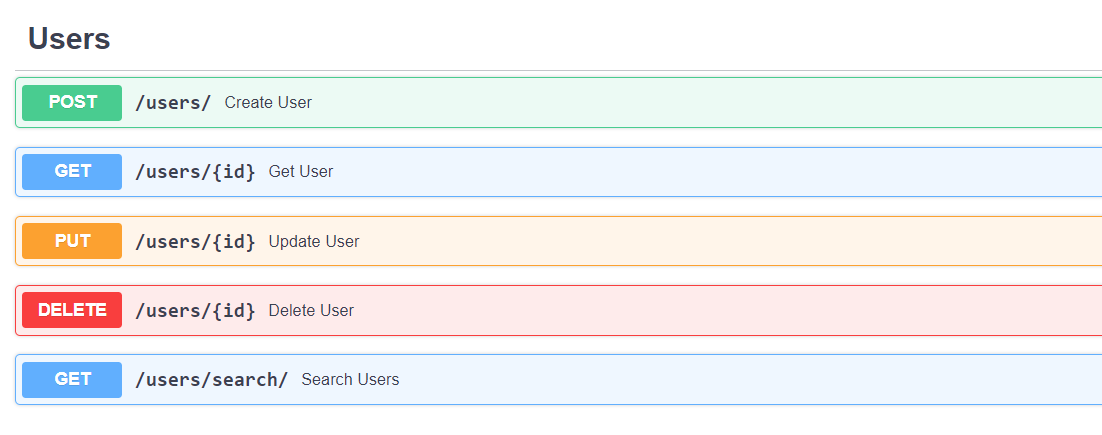 Users
POST /users/ Create User
GET /users/{id} Get User
PUT /users/{id} Update User
DELETE /users/{id} Delete User
GET /users/search/ Search Users